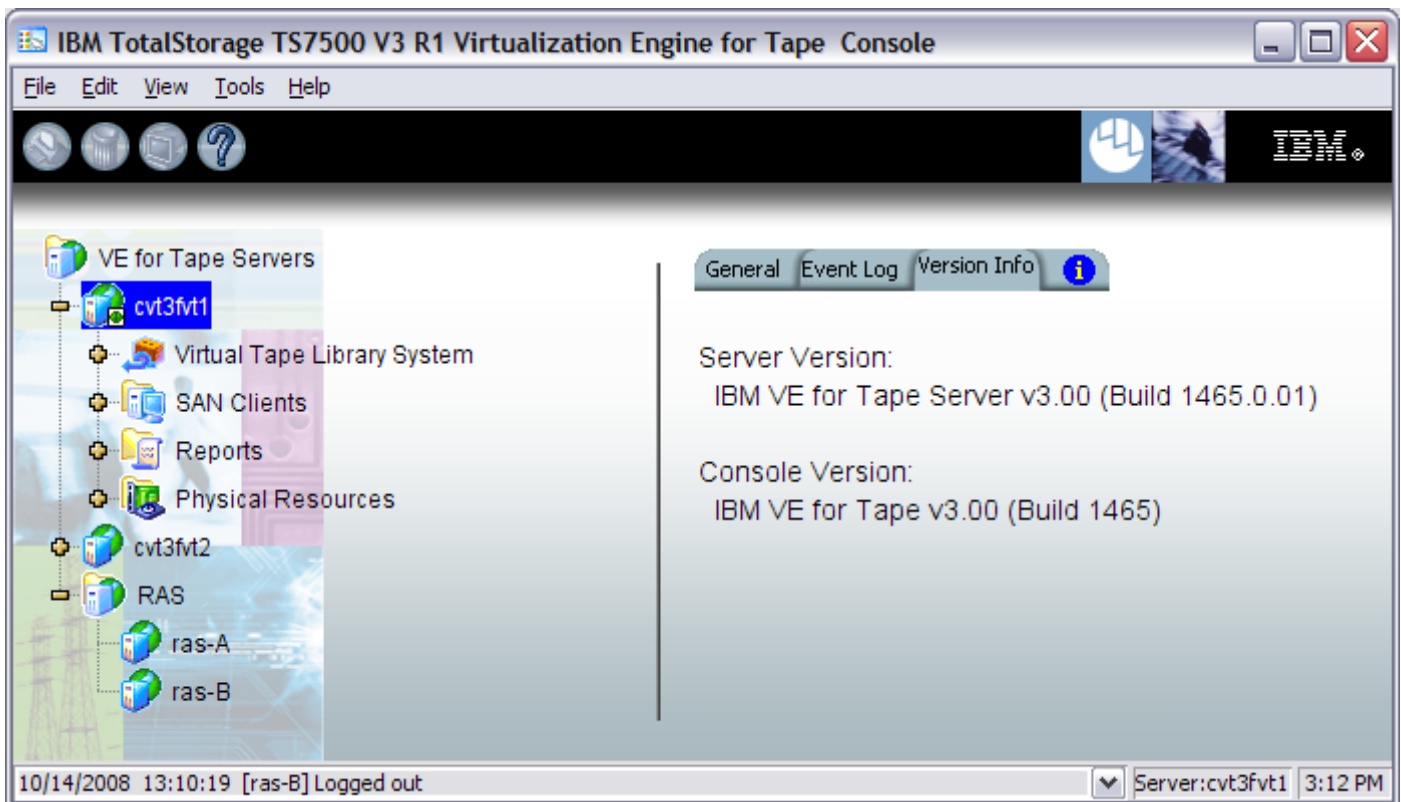 IBM TotalStorage TS7500 V3 R1 Virtualization Engine for Tape Console
File Edit View Tools Help
IBM®
VE for Tape Servers
cvt3fvt1
Virtual Tape Library System
SAN Clients
Reports
Physical Resources
cvt3fvt2
RAS
ras-A
ras-B
General Event Log Version Info
Server Version:
IBM VE for Tape Server v3.00 (Build 1465.0.01)
Console Version:
IBM VE for Tape v3.00 (Build 1465)
10/14/2008 13:10:19 [ras-B] Logged out
Server:cvt3fvt1 3:12 PM